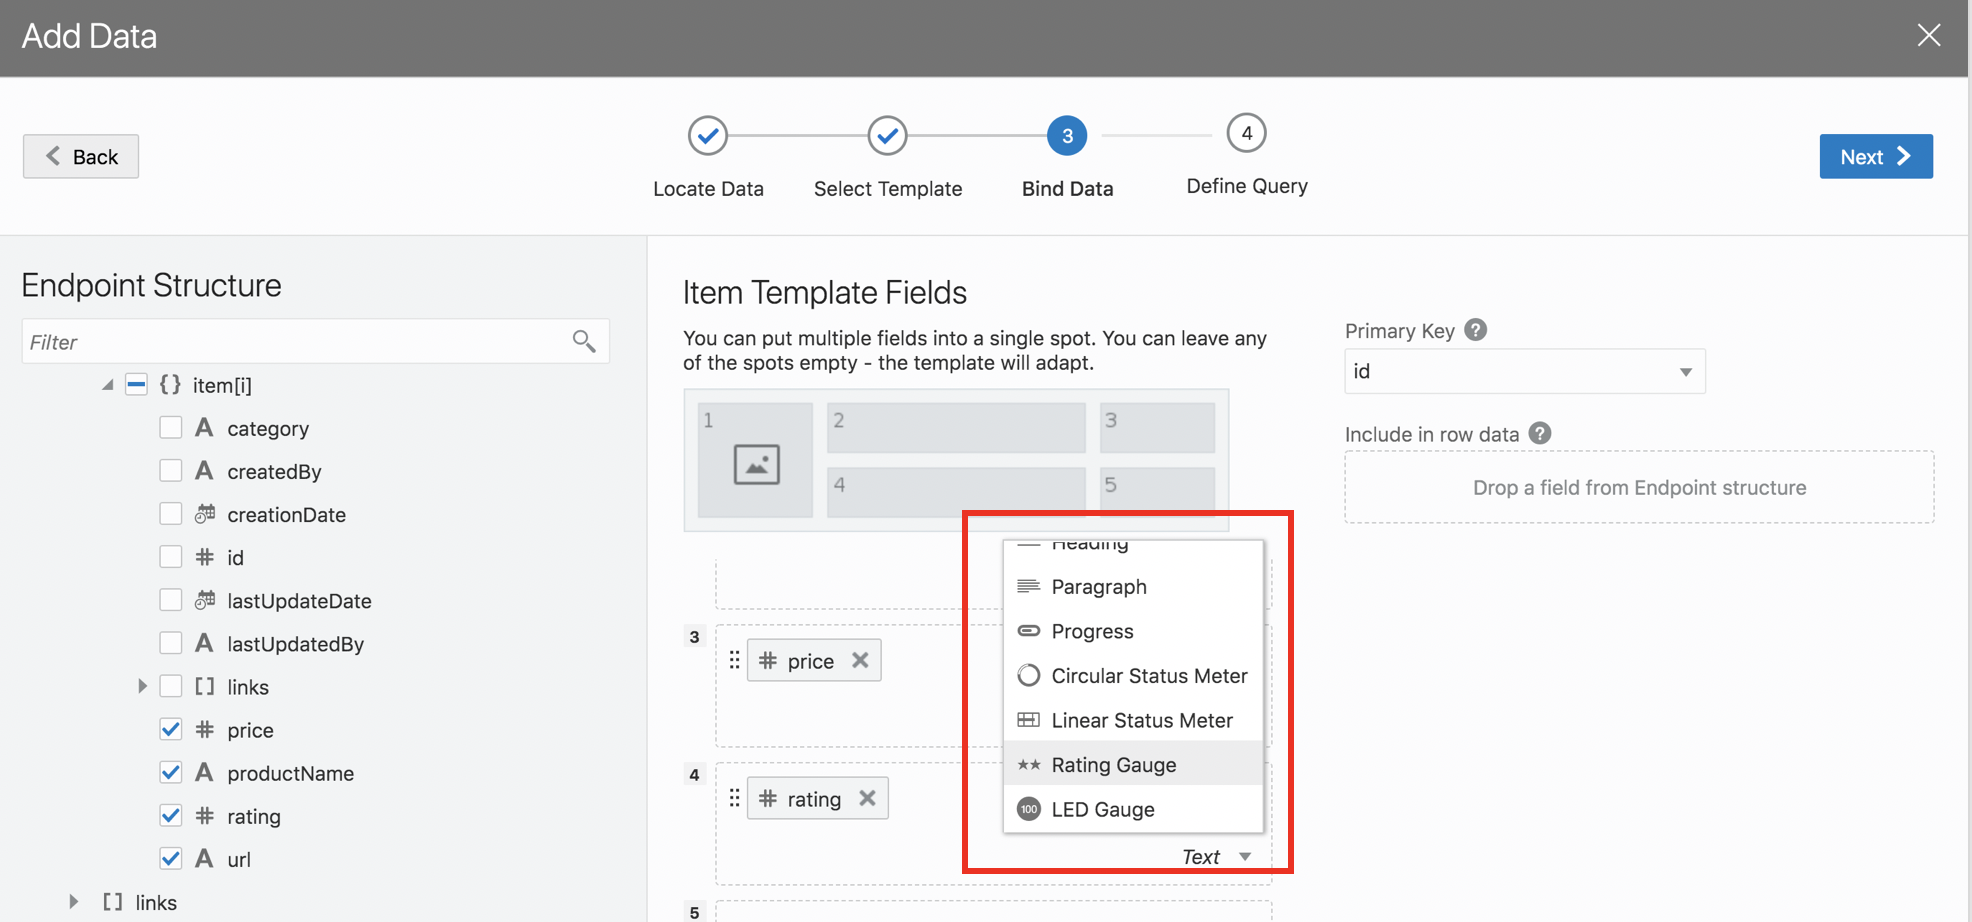 Add Data
Back
3
4
Locate Data
Select Template
Bind Data
Define Query
Next
Endpoint Structure
Filter
item[i]
A category
A createdBy
creationDate
# id
lastUpdateDate
A lastUpdatedBy
[ ] links
# price
A productName
# rating
A url
[ ] links
Item Template Fields
You can put multiple fields into a single spot. You can leave any
of the spots empty - the template will adapt.
1
2
3
4
5
3
# price
4
# rating
5
Heading
Paragraph
Progress
Circular Status Meter
Linear Status Meter
Rating Gauge
100 LED Gauge
Text
Primary Key ?
id
Include in row data ?
Drop a field from Endpoint structure